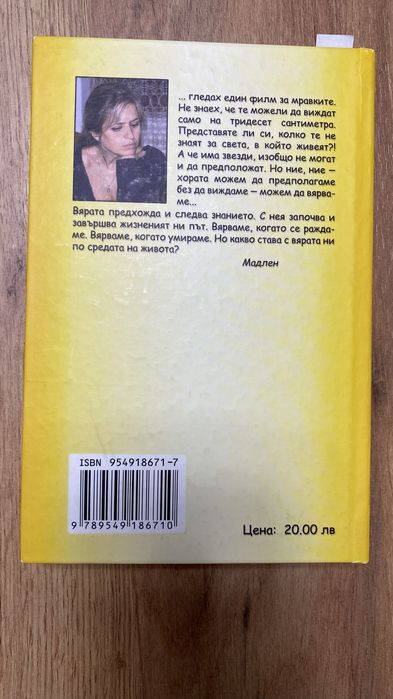 ... гледах един филм за мравките.
Не знаех, че те можели да виждат
само на тридесет сантиметра.
Представяте ли си, колко те не
знаят за света, в който живеят?!
А че има звезди, изобщо не могат
и да предположат. Но ние, ние –
хората можем да предполагаме
без да виждаме – можем да вярва-
ме...
Вярата предхожда и следва знанието. С нея започва и
завършва жизненият ни път. Вярваме, когато се ражда-
ме. Вярваме, когато умираме. Но какво става с вярата ни
по средата на живота?
Мадлен
ISBN 954918671-7
9 789549 186710
Цена: 20.00 лв